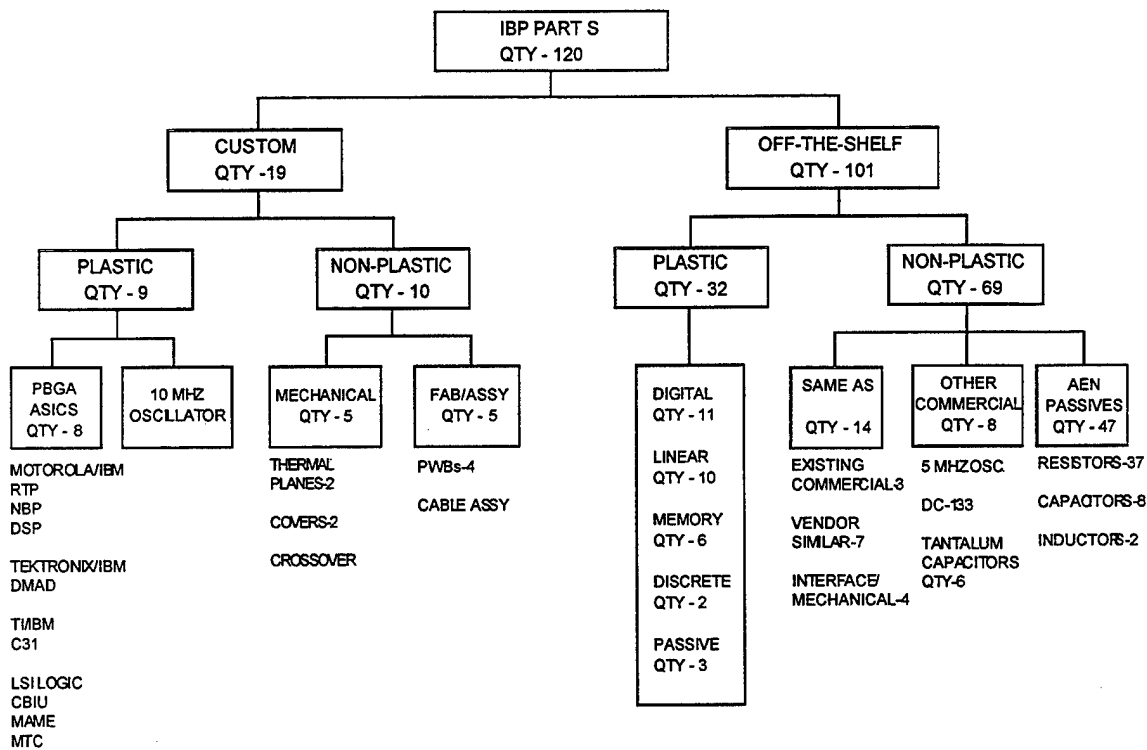 IBP PART S
QTY - 120
CUSTOM
QTY -19
OFF-THE-SHELF
QTY - 101
PLASTIC
QTY - 9
NON-PLASTIC
QTY - 10
PLASTIC
QTY - 32
NON-PLASTIC
QTY - 69
PBGA
ASICS
QTY - 8
10 MHZ
OSCILLATOR
MECHANICAL
QTY - 5
FAB/ASSY
QTY - 5
DIGITAL
QTY - 11
LINEAR
QTY - 10
MEMORY
QTY - 6
DISCRETE
QTY - 2
PASSIVE
QTY - 3
SAME AS
QTY - 14
OTHER
COMMERCIAL
QTY - 8
AEN
PASSIVES
QTY - 47
MOTOROLA/IBM
RTP
NBP
DSP
TEKTRONIX/IBM
DMAD
TI/IBM
C31
LSI LOGIC
CBIU
MAME
MTC
THERMAL
PLANES-2
COVERS-2
CROSSOVER
PWBs-4
CABLE ASSY
EXISTING
COMMERCIAL-3
VENDOR
SIMILAR-7
INTERFACE/
MECHANICAL-4
5 MHZ OSC.
DC-133
TANTALUM
CAPACITORS
QTY-6
RESISTORS-37
CAPACITORS-8
INDUCTORS-2